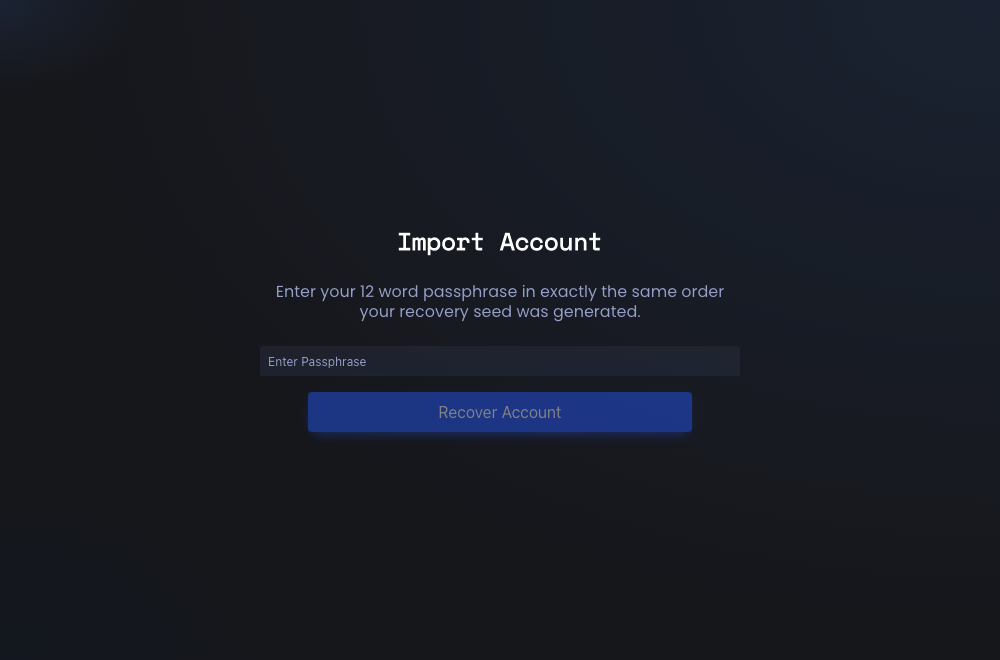 Import Account
Enter your 12 word passphrase in exactly the same order
your recovery seed was generated.
Enter Passphrase
Recover Account